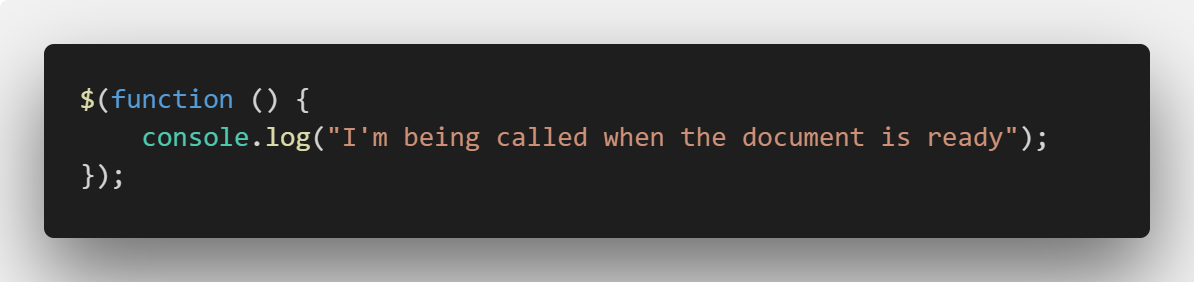 $(function () {
    console.log("I'm being called when the document is ready");
});